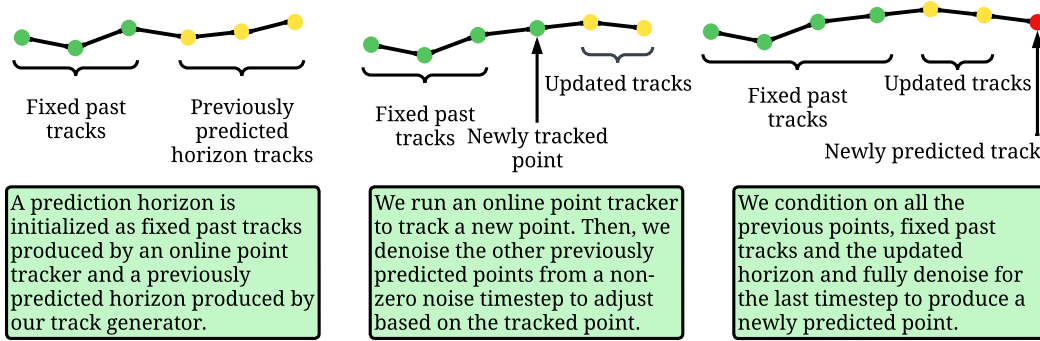 Fixed past
tracks
Previously
predicted
horizon tracks
A prediction horizon is
initialized as fixed past tracks
produced by an online point
tracker and a previously
predicted horizon produced by
our track generator.
Updated tracks
Fixed past
tracks
Newly tracked
point
We run an online point tracker
to track a new point. Then, we
denoise the other previously
predicted points from a non-
zero noise timestep to adjust
based on the tracked point.
Updated tracks
Fixed past
tracks
Newly predicted track
We condition on all the
previous points, fixed past
tracks and the updated
horizon and fully denoise for
the last timestep to produce a
newly predicted point.